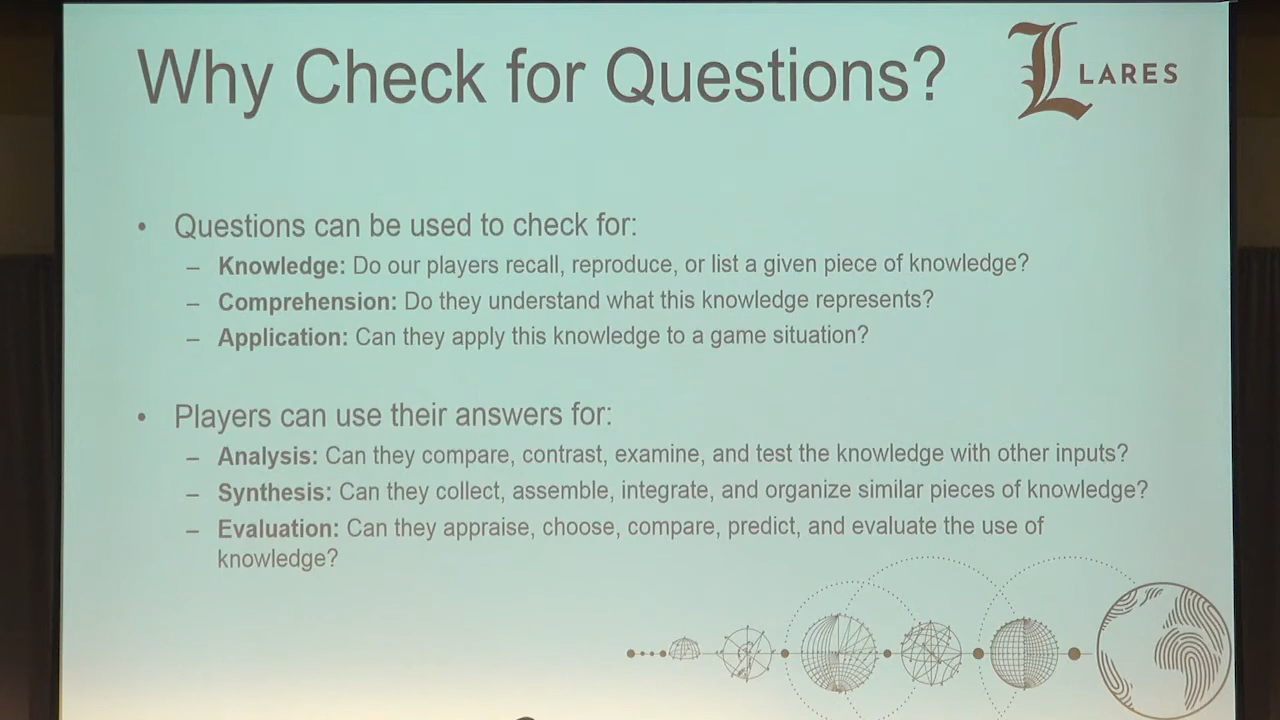 Why Check for Questions?
L LARES
• Questions can be used to check for:
– Knowledge: Do our players recall, reproduce, or list a given piece of knowledge?
– Comprehension: Do they understand what this knowledge represents?
– Application: Can they apply this knowledge to a game situation?
• Players can use their answers for:
– Analysis: Can they compare, contrast, examine, and test the knowledge with other inputs?
– Synthesis: Can they collect, assemble, integrate, and organize similar pieces of knowledge?
– Evaluation: Can they appraise, choose, compare, predict, and evaluate the use of
knowledge?